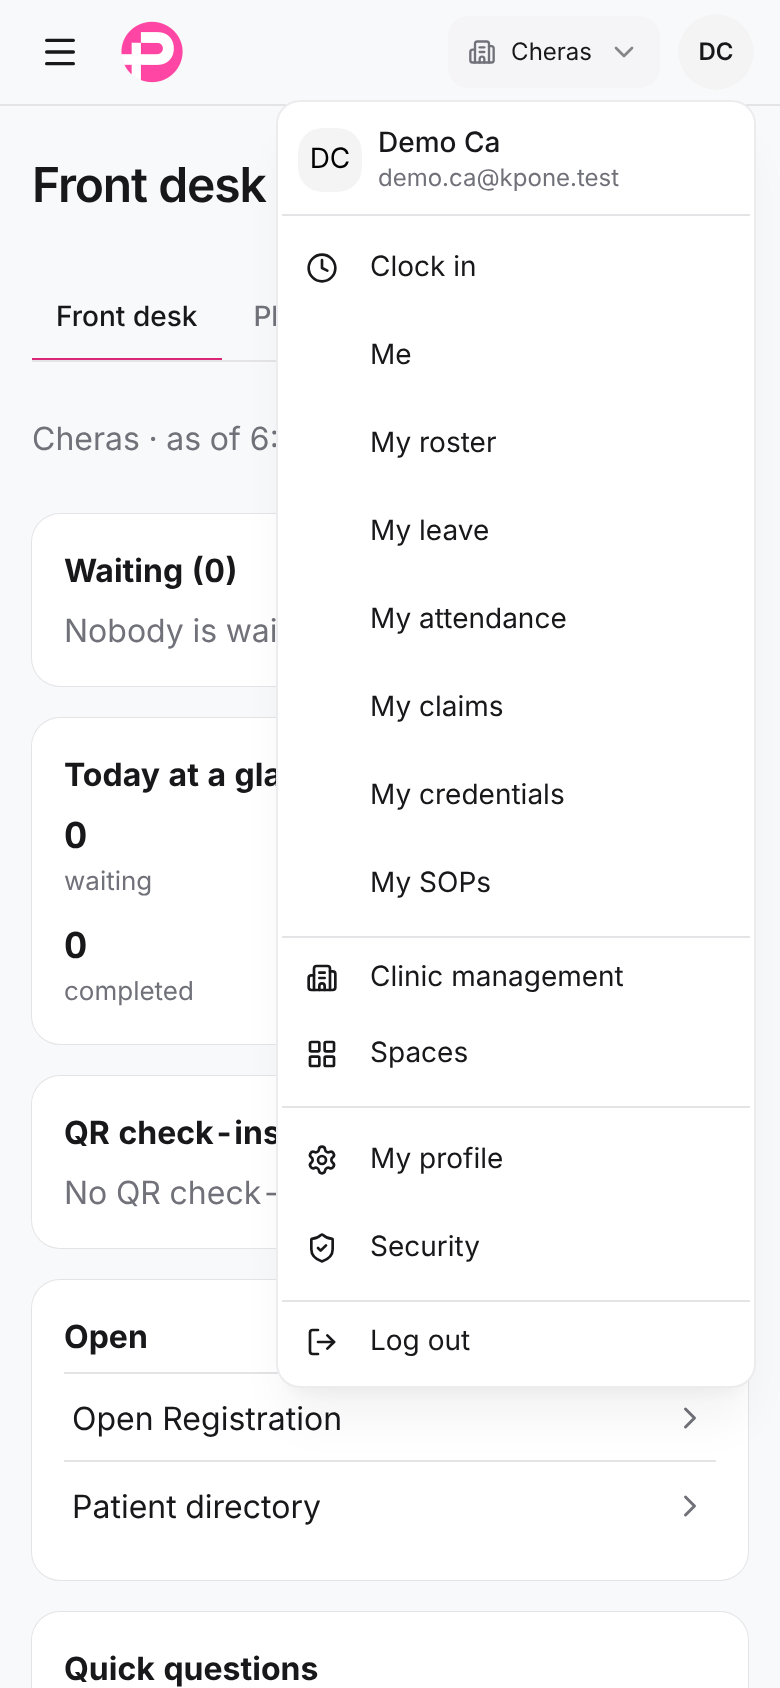 Cheras
DC
DC
Demo Ca
demo.ca@kpone.test
Front desk
Clock in
Front desk
Me
My roster
Cheras · as of 6:
My leave
Waiting (0)
Nobody is wai
My attendance
My claims
Today at a gla
My credentials
0
waiting
My SOPs
0
completed
Clinic management
Spaces
QR check-ins
No QR check-
My profile
Security
Open
Log out
Open Registration
Patient directory
Quick questions